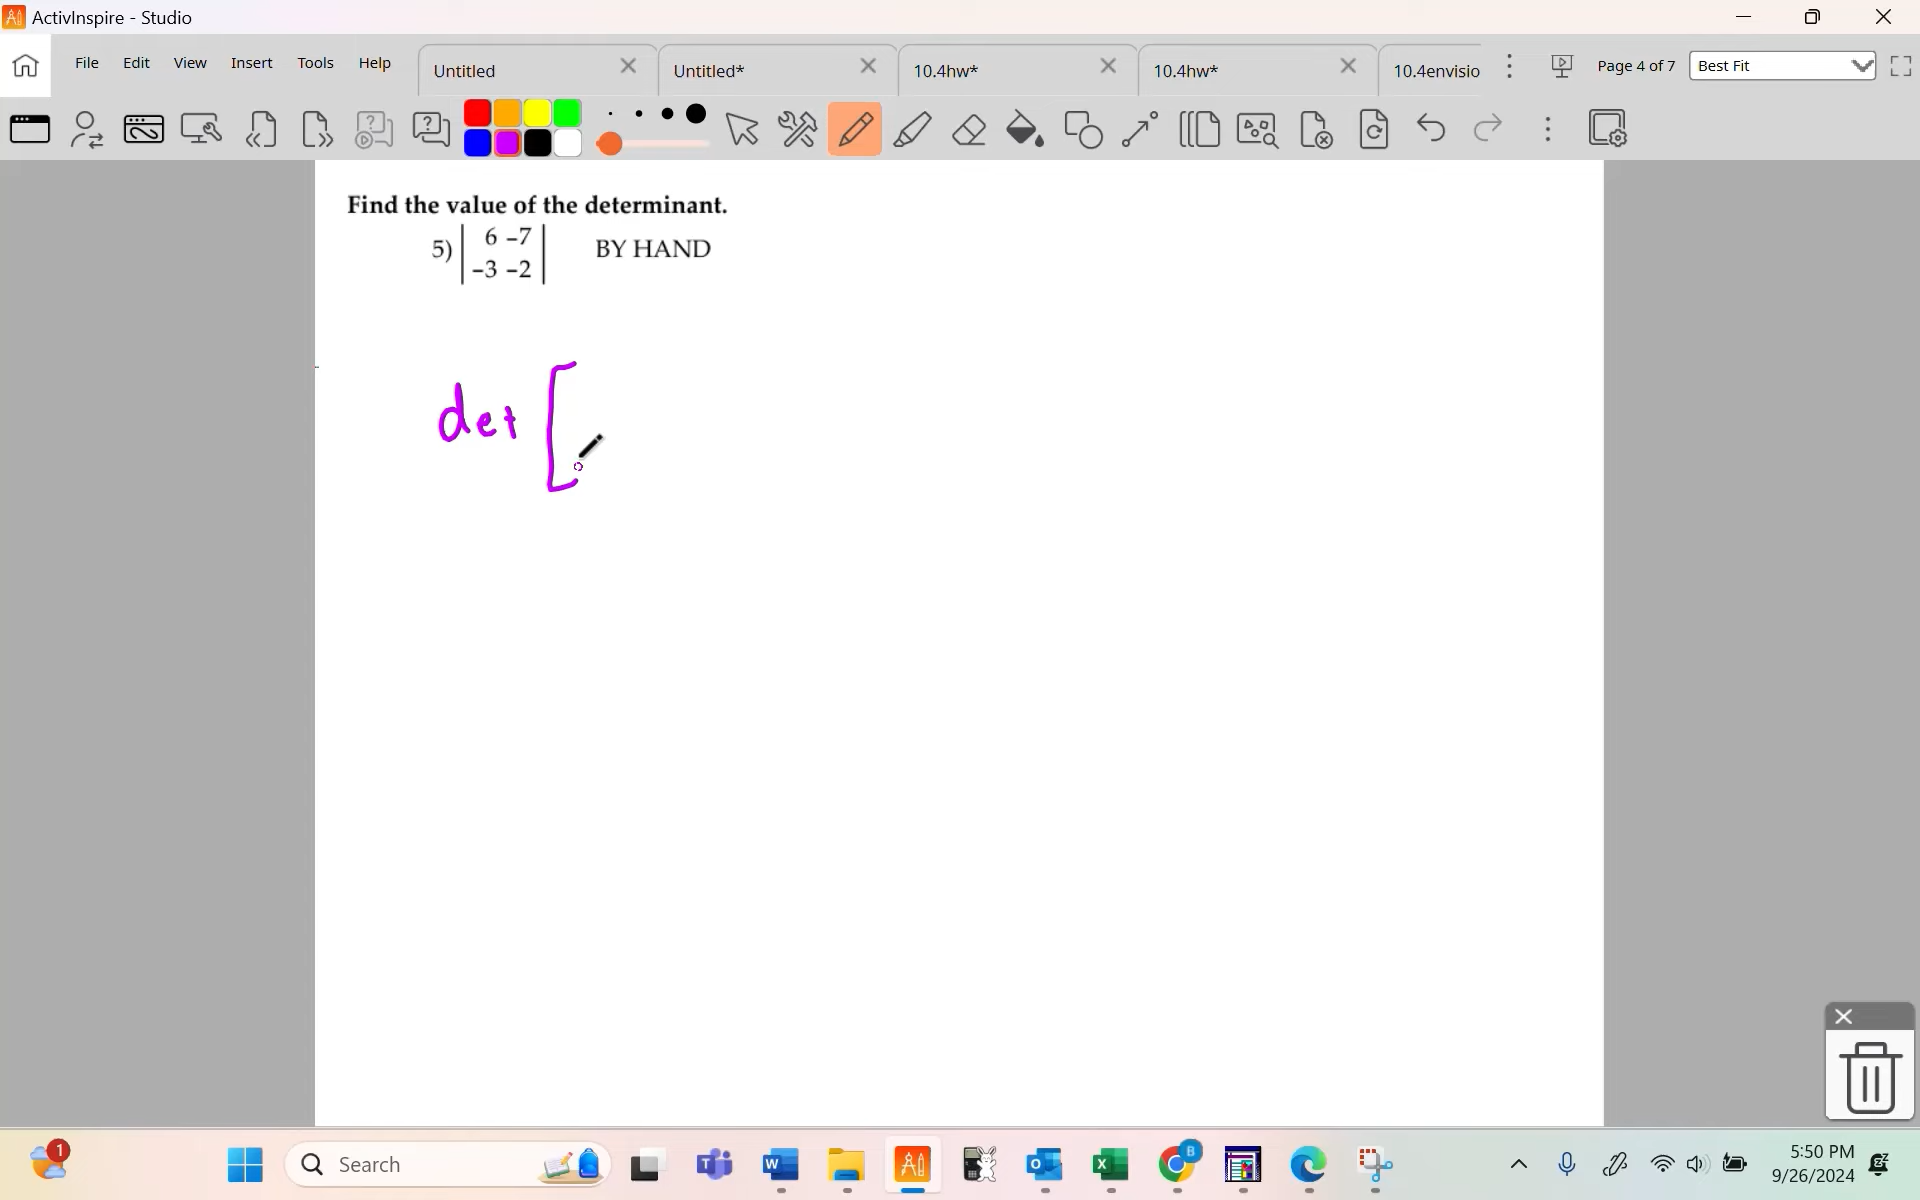 ActivInspire - Studio
File Edit View Insert Tools Help
Untitled Untitled* 10.4hw* 10.4hw* 10.4envisio
Page 4 of 7 Best Fit
Find the value of the determinant.
5) | 6 –7 | BY HAND
| –3 –2 |
det [
1
Search
B
5:50 PM
9/26/2024